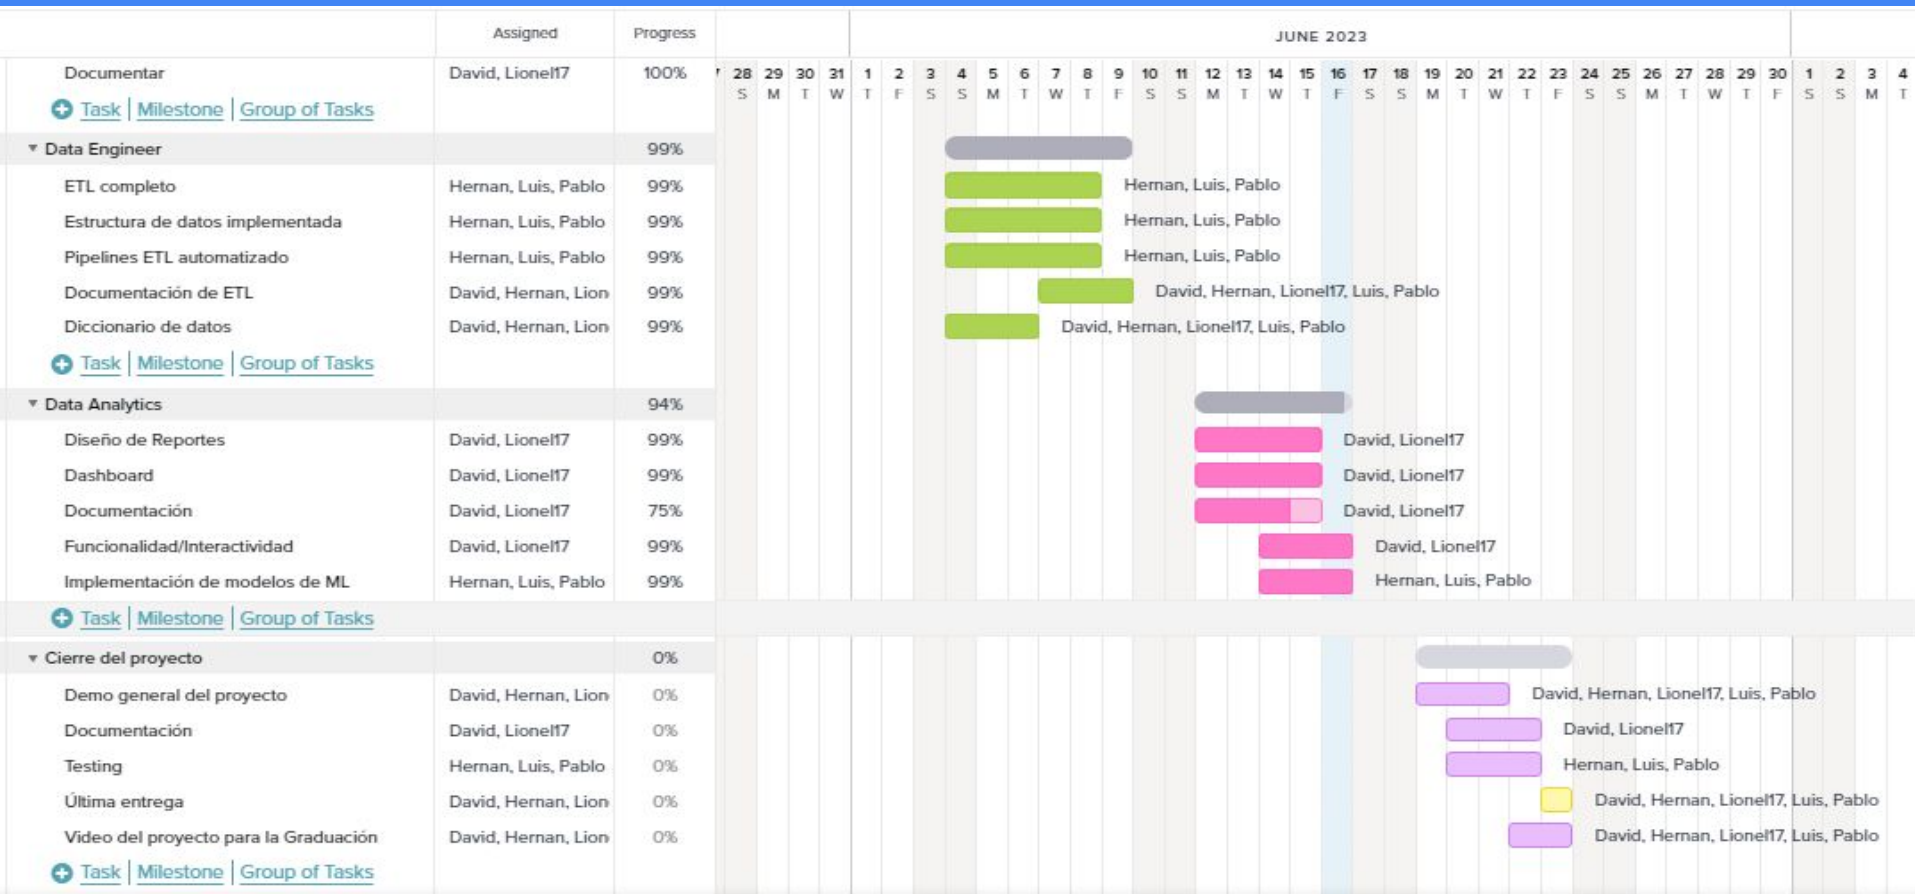 Assigned Progress JUNE 2023
Documentar David, Lionel17 100% 28 29 30 31 1 2 3 4 5 6 7 8 9 10 11 12 13 14 15 16 17 18 19 20 21 22 23 24 25 26 27 28 29 30 1 2 3 4
S M T W T F S S M T W T F S S M T W T F S S M T W T F S S M T W T F S S M T
Task | Milestone | Group of Tasks
Data Engineer 99%
ETL completo Hernan, Luis, Pablo 99% Hernan, Luis, Pablo
Estructura de datos implementada Hernan, Luis, Pablo 99% Hernan, Luis, Pablo
Pipelines ETL automatizado Hernan, Luis, Pablo 99% Hernan, Luis, Pablo
Documentación de ETL David, Hernan, Lion 99% David, Hernan, Lionel17, Luis, Pablo
Diccionario de datos David, Hernan, Lion 99% David, Hernan, Lionel17, Luis, Pablo
Task | Milestone | Group of Tasks
Data Analytics 94%
Diseño de Reportes David, Lionel17 99% David, Lionel17
Dashboard David, Lionel17 99% David, Lionel17
Documentación David, Lionel17 75% David, Lionel17
Funcionalidad/Interactividad David, Lionel17 99% David, Lionel17
Implementación de modelos de ML Hernan, Luis, Pablo 99% Hernan, Luis, Pablo
Task | Milestone | Group of Tasks
Cierre del proyecto 0%
Demo general del proyecto David, Hernan, Lion 0% David, Hernan, Lionel17, Luis, Pablo
Documentación David, Lionel17 0% David, Lionel17
Testing Hernan, Luis, Pablo 0% Hernan, Luis, Pablo
Última entrega David, Hernan, Lion 0% David, Hernan, Lionel17, Luis, Pablo
Video del proyecto para la Graduación David, Hernan, Lion 0% David, Hernan, Lionel17, Luis, Pablo
Task | Milestone | Group of Tasks